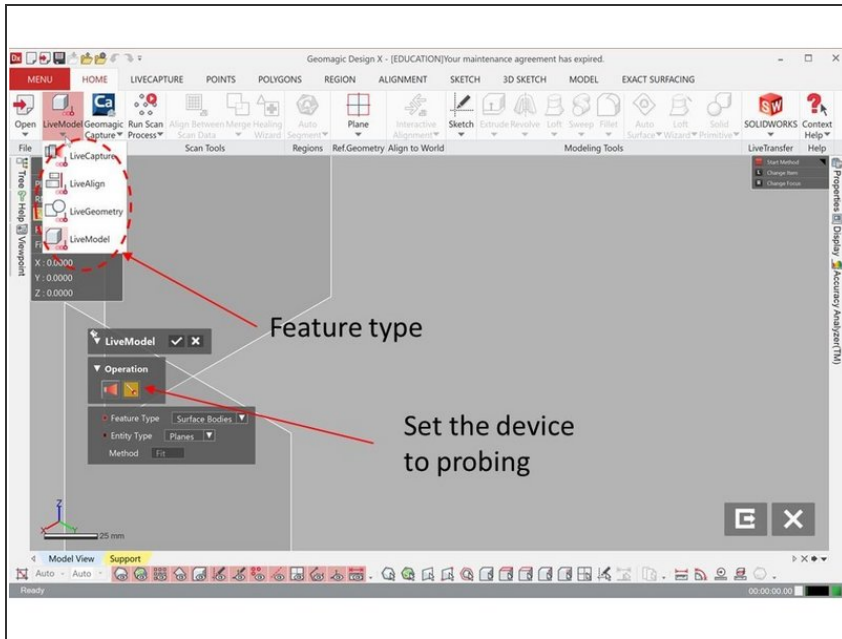 Geomagic Design X - [EDUCATION]Your maintenance agreement has expired.
MENU HOME LIVECAPTURE POINTS POLYGONS REGION ALIGNMENT SKETCH 3D SKETCH MODEL EXACT SURFACING
Open LiveModel Geomagic Capture Run Scan Process Align Between Scan Data Merge Healing Wizard Auto Segment Plane Interactive Alignment Sketch Extrude Revolve Loft Sweep Fillet Auto Surface Loft Wizard Solid Primitive SOLIDWORKS Context Help
File Scan Tools Regions Ref.Geometry Align to World Modeling Tools LiveTransfer Help
LiveCapture
LiveAlign
LiveGeometry
LiveModel
Tree
Help
Viewpoint
Start Method
Change Item
Change Focus
Properties
Display
Accuracy Analyzer(TM)
X : 0.0000
Y : 0.0000
Z : 0.0000
Feature type
LiveModel
Operation
Feature Type Surface Bodies
Entity Type Planes
Method Fit
Set the device
to probing
Z
X Y
25 mm
Model View Support
Auto Auto
Ready 00:00:00.00